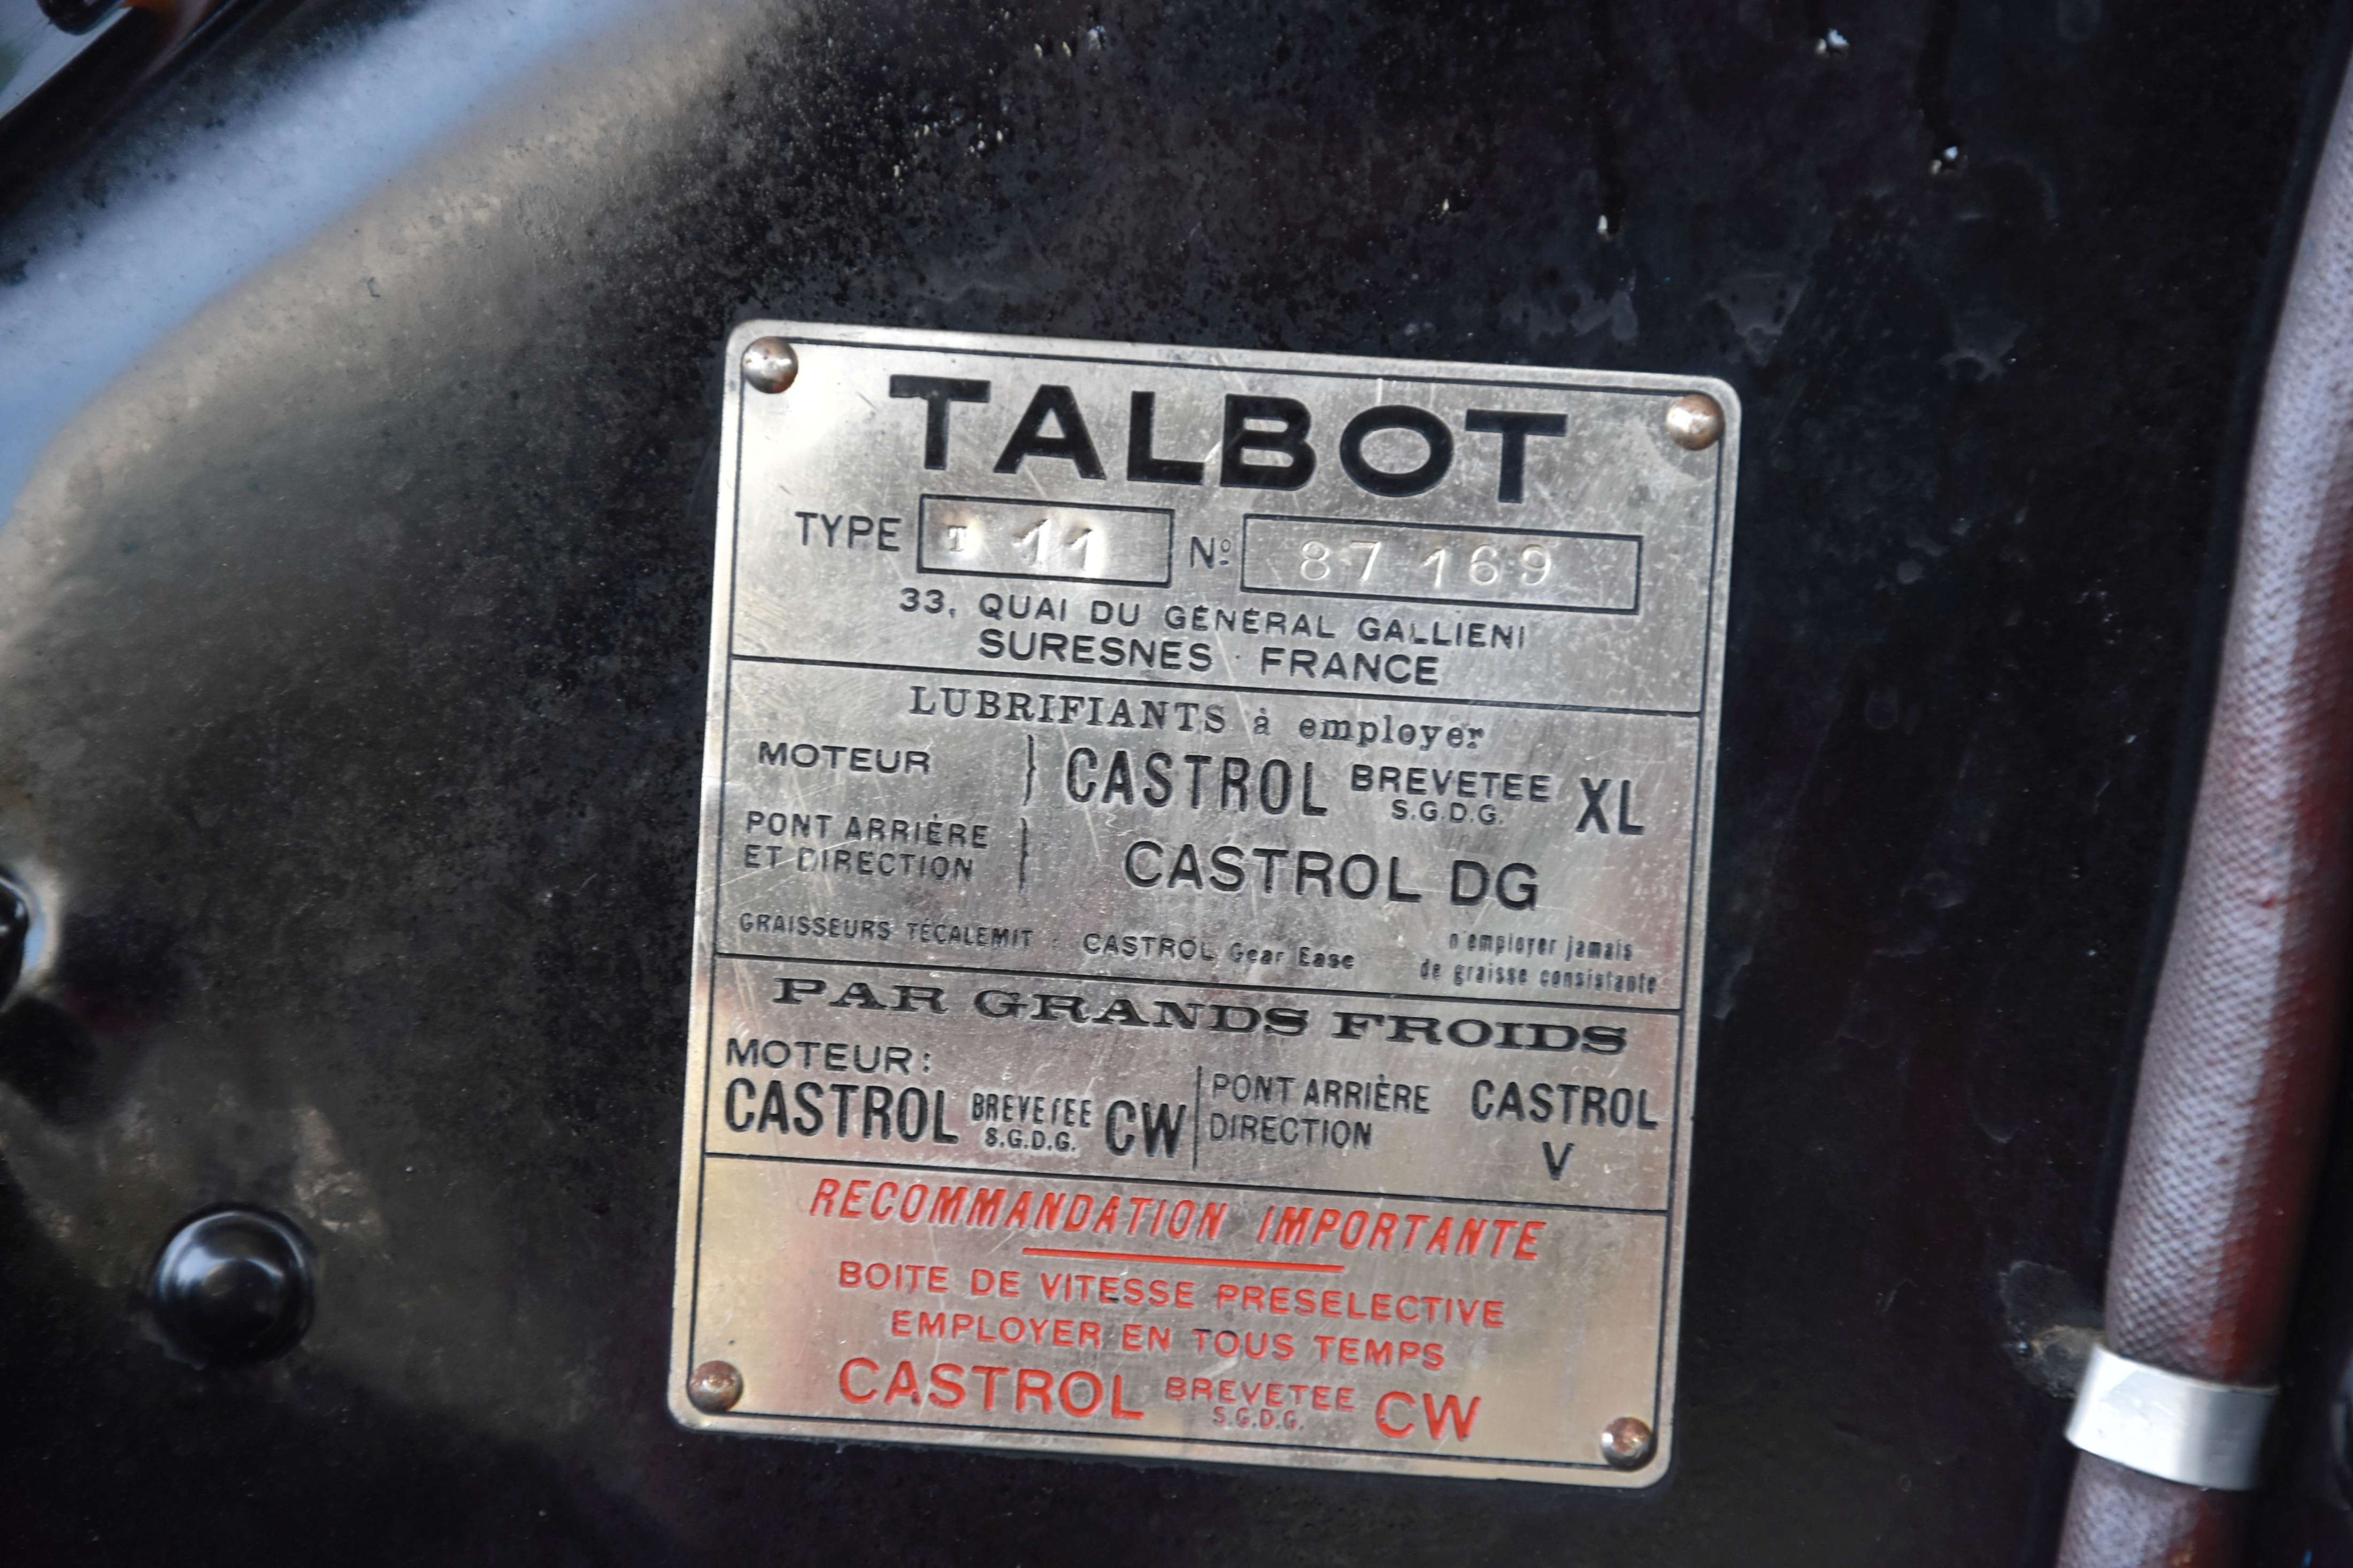 TALBOT
TYPE T 11 Nº 87 169
33, QUAI DU GÉNÉRAL GALLIENI
SURESNES · FRANCE
LUBRIFIANTS à employer
MOTEUR } CASTROL BREVETEE S.G.D.G. XL
PONT ARRIÈRE ET DIRECTION } CASTROL DG
GRAISSEURS TÉCALEMIT : CASTROL Gear Ease n'employer jamais de graisse consistante
PAR GRANDS FROIDS
MOTEUR:
CASTROL BREVETEE S.G.D.G. CW
PONT ARRIÈRE DIRECTION CASTROL V
RECOMMANDATION IMPORTANTE
BOITE DE VITESSE PRESELECTIVE
EMPLOYER EN TOUS TEMPS
CASTROL BREVETEE S.G.D.G. CW